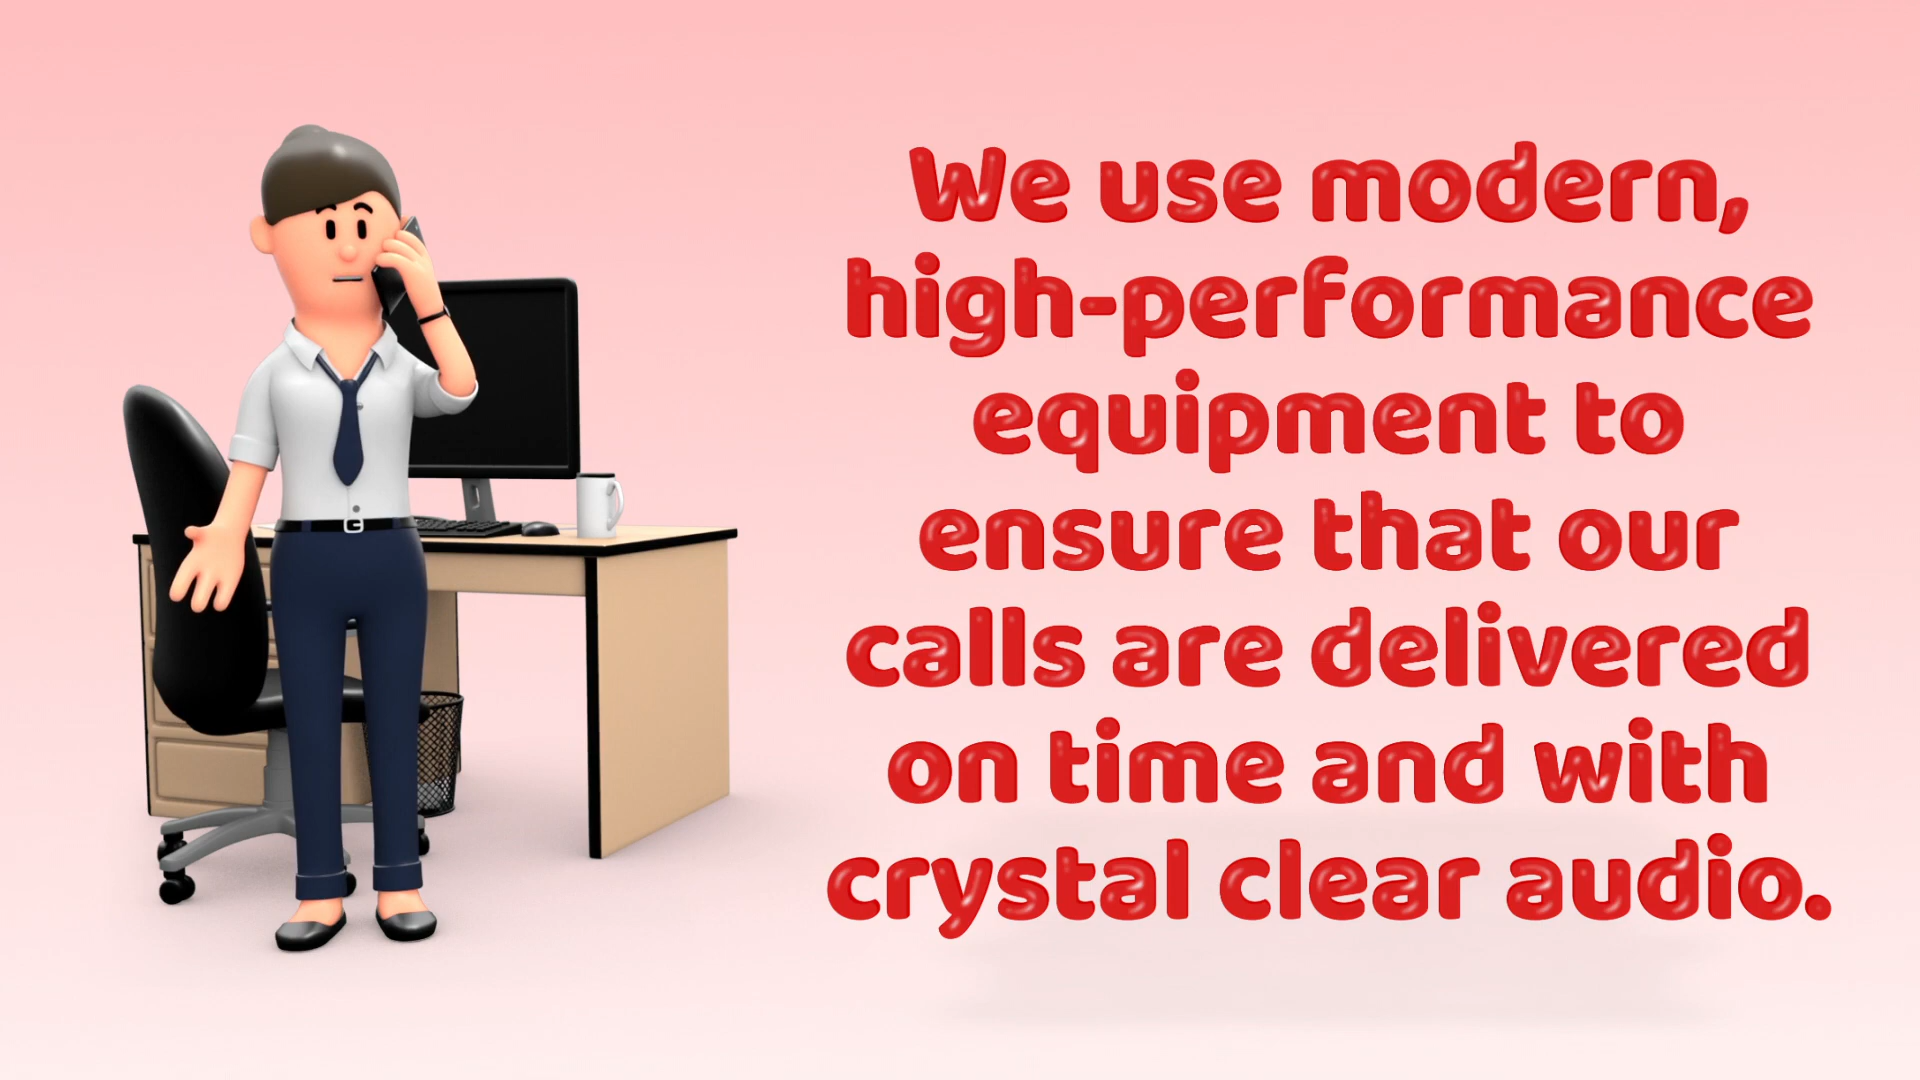 We use modern,
high-performance
equipment to
ensure that our
calls are delivered
on time and with
crystal clear audio.